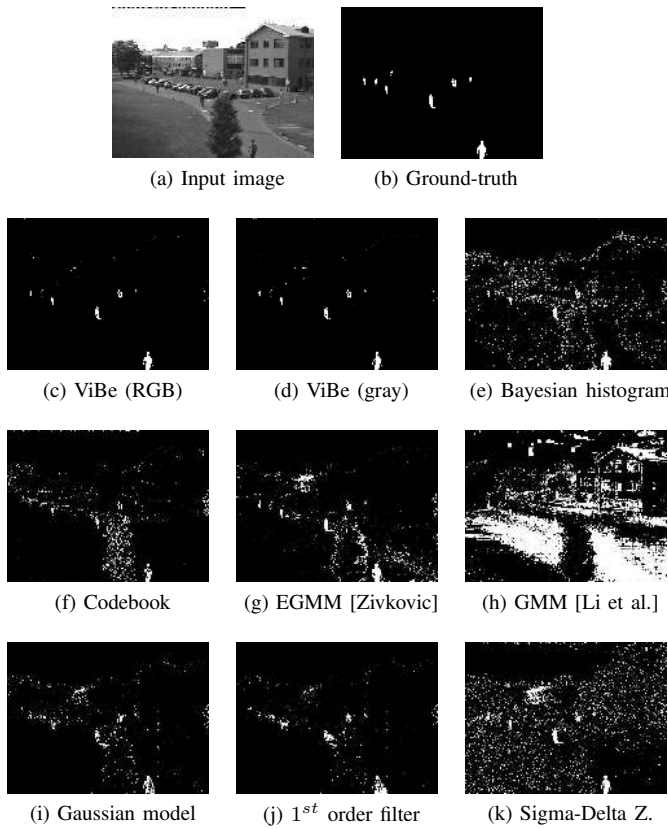 (a) Input image
(b) Ground-truth
(c) ViBe (RGB)
(d) ViBe (gray)
(e) Bayesian histogram
(f) Codebook
(g) EGMM [Zivkovic]
(h) GMM [Li et al.]
(i) Gaussian model
(j) 1st order filter
(k) Sigma-Delta Z.